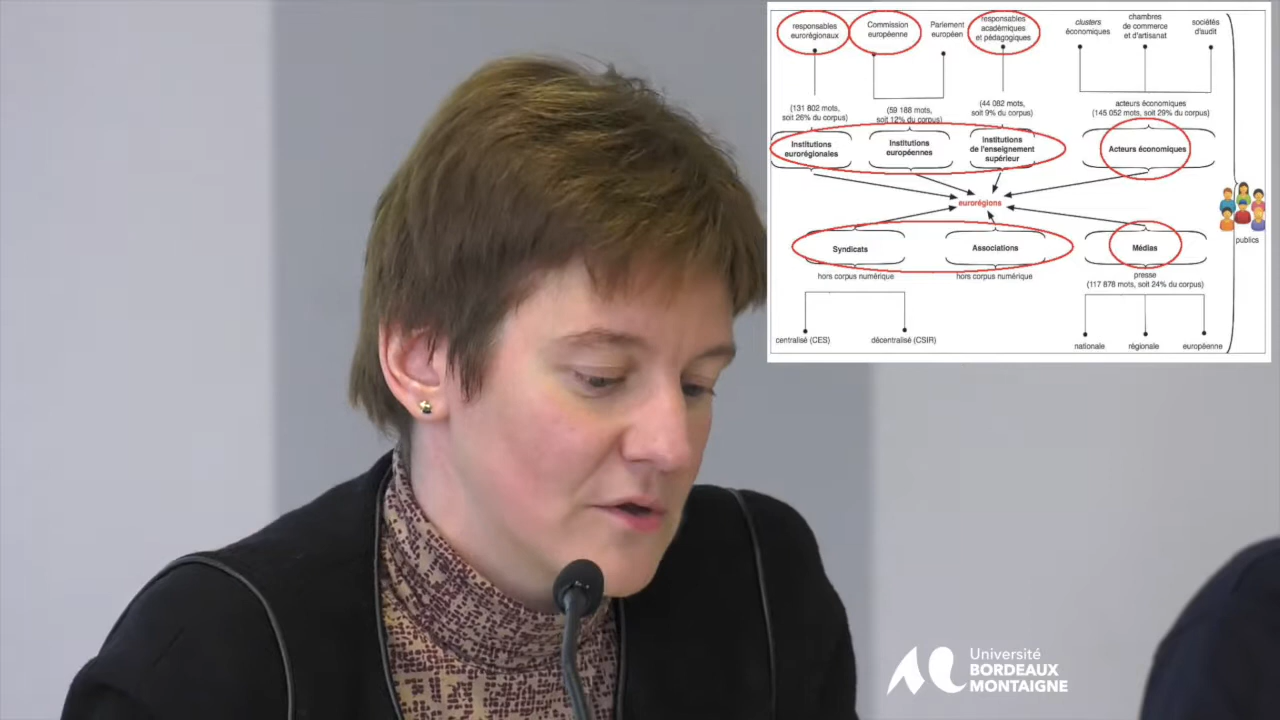 responsables
eurorégionaux
Commission
européenne
Parlement
européen
responsables
académiques
et pédagogiques
clusters
économiques
chambres
de commerce
et d'artisanat
sociétés
d'audit
(131 802 mots,
soit 26% du corpus)
(59 188 mots,
soit 12% du corpus)
(44 082 mots,
soit 9% du corpus)
acteurs économiques
(145 052 mots, soit 29% du corpus)
Institutions
eurorégionales
Institutions
européennes
Institutions
de l'enseignement
supérieur
Acteurs économiques
eurorégions
publics
Syndicats
Associations
Médias
hors corpus numérique
hors corpus numérique
presse
(117 878 mots, soit 24% du corpus)
centralisé (CES)
décentralisé (CSIR)
nationale
régionale
européenne
Université
BORDEAUX
MONTAIGNE